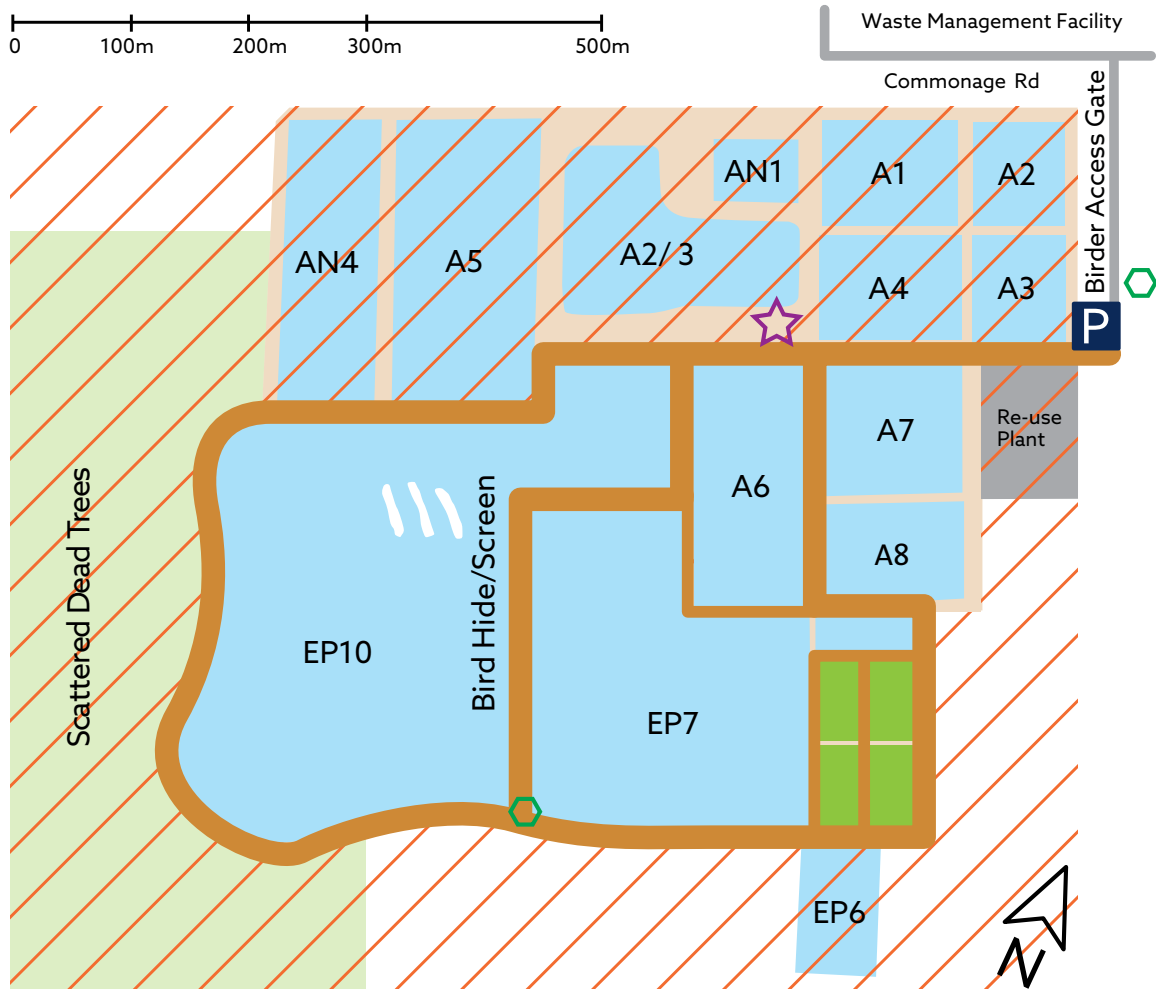 Waste Management Facility
0
100m
200m
300m
500m
Commonage Rd
Birder Access Gate
AN1
A1
A2
AN4
A5
A2/ 3
A4
A3
P
Re-use
Plant
A7
A6
A8
Scattered Dead Trees
Bird Hide/Screen
EP10
EP7
EP6
N